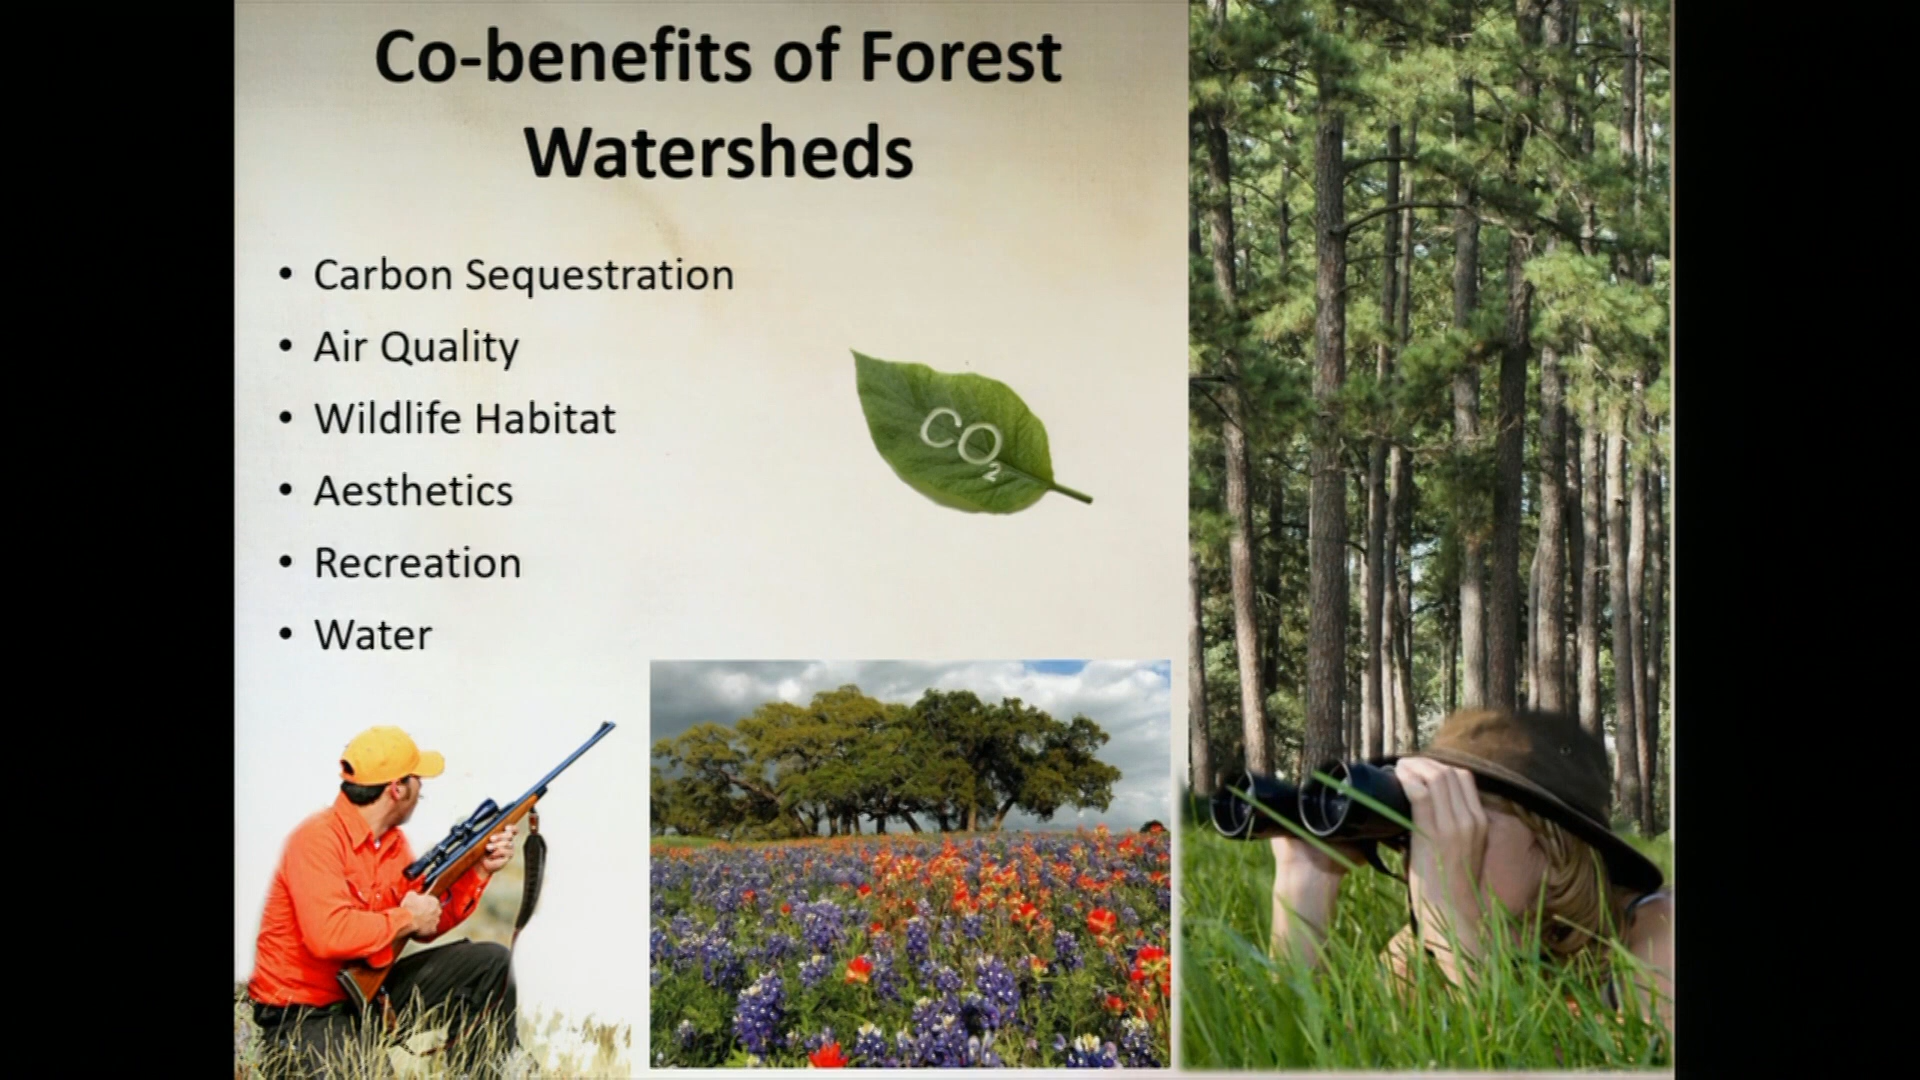 Co-benefits of Forest
Watersheds
• Carbon Sequestration
• Air Quality
• Wildlife Habitat
• Aesthetics
• Recreation
• Water
CO₂